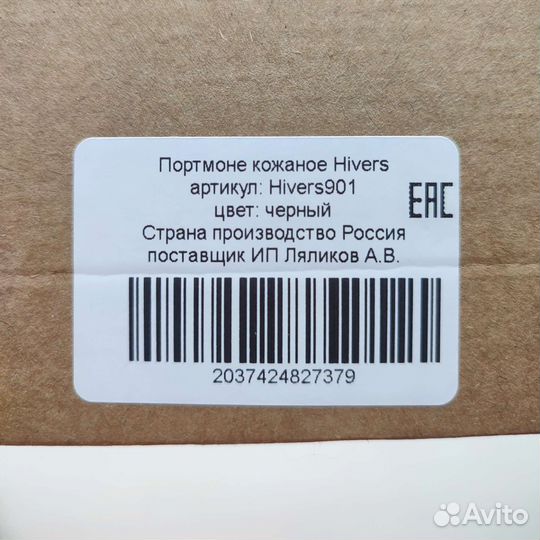 Портмоне кожаное Hivers
артикул: Hivers901
цвет: черный
Страна производство Россия
поставщик ИП Ляликов А.В.
EAC
2037424827379
Avito